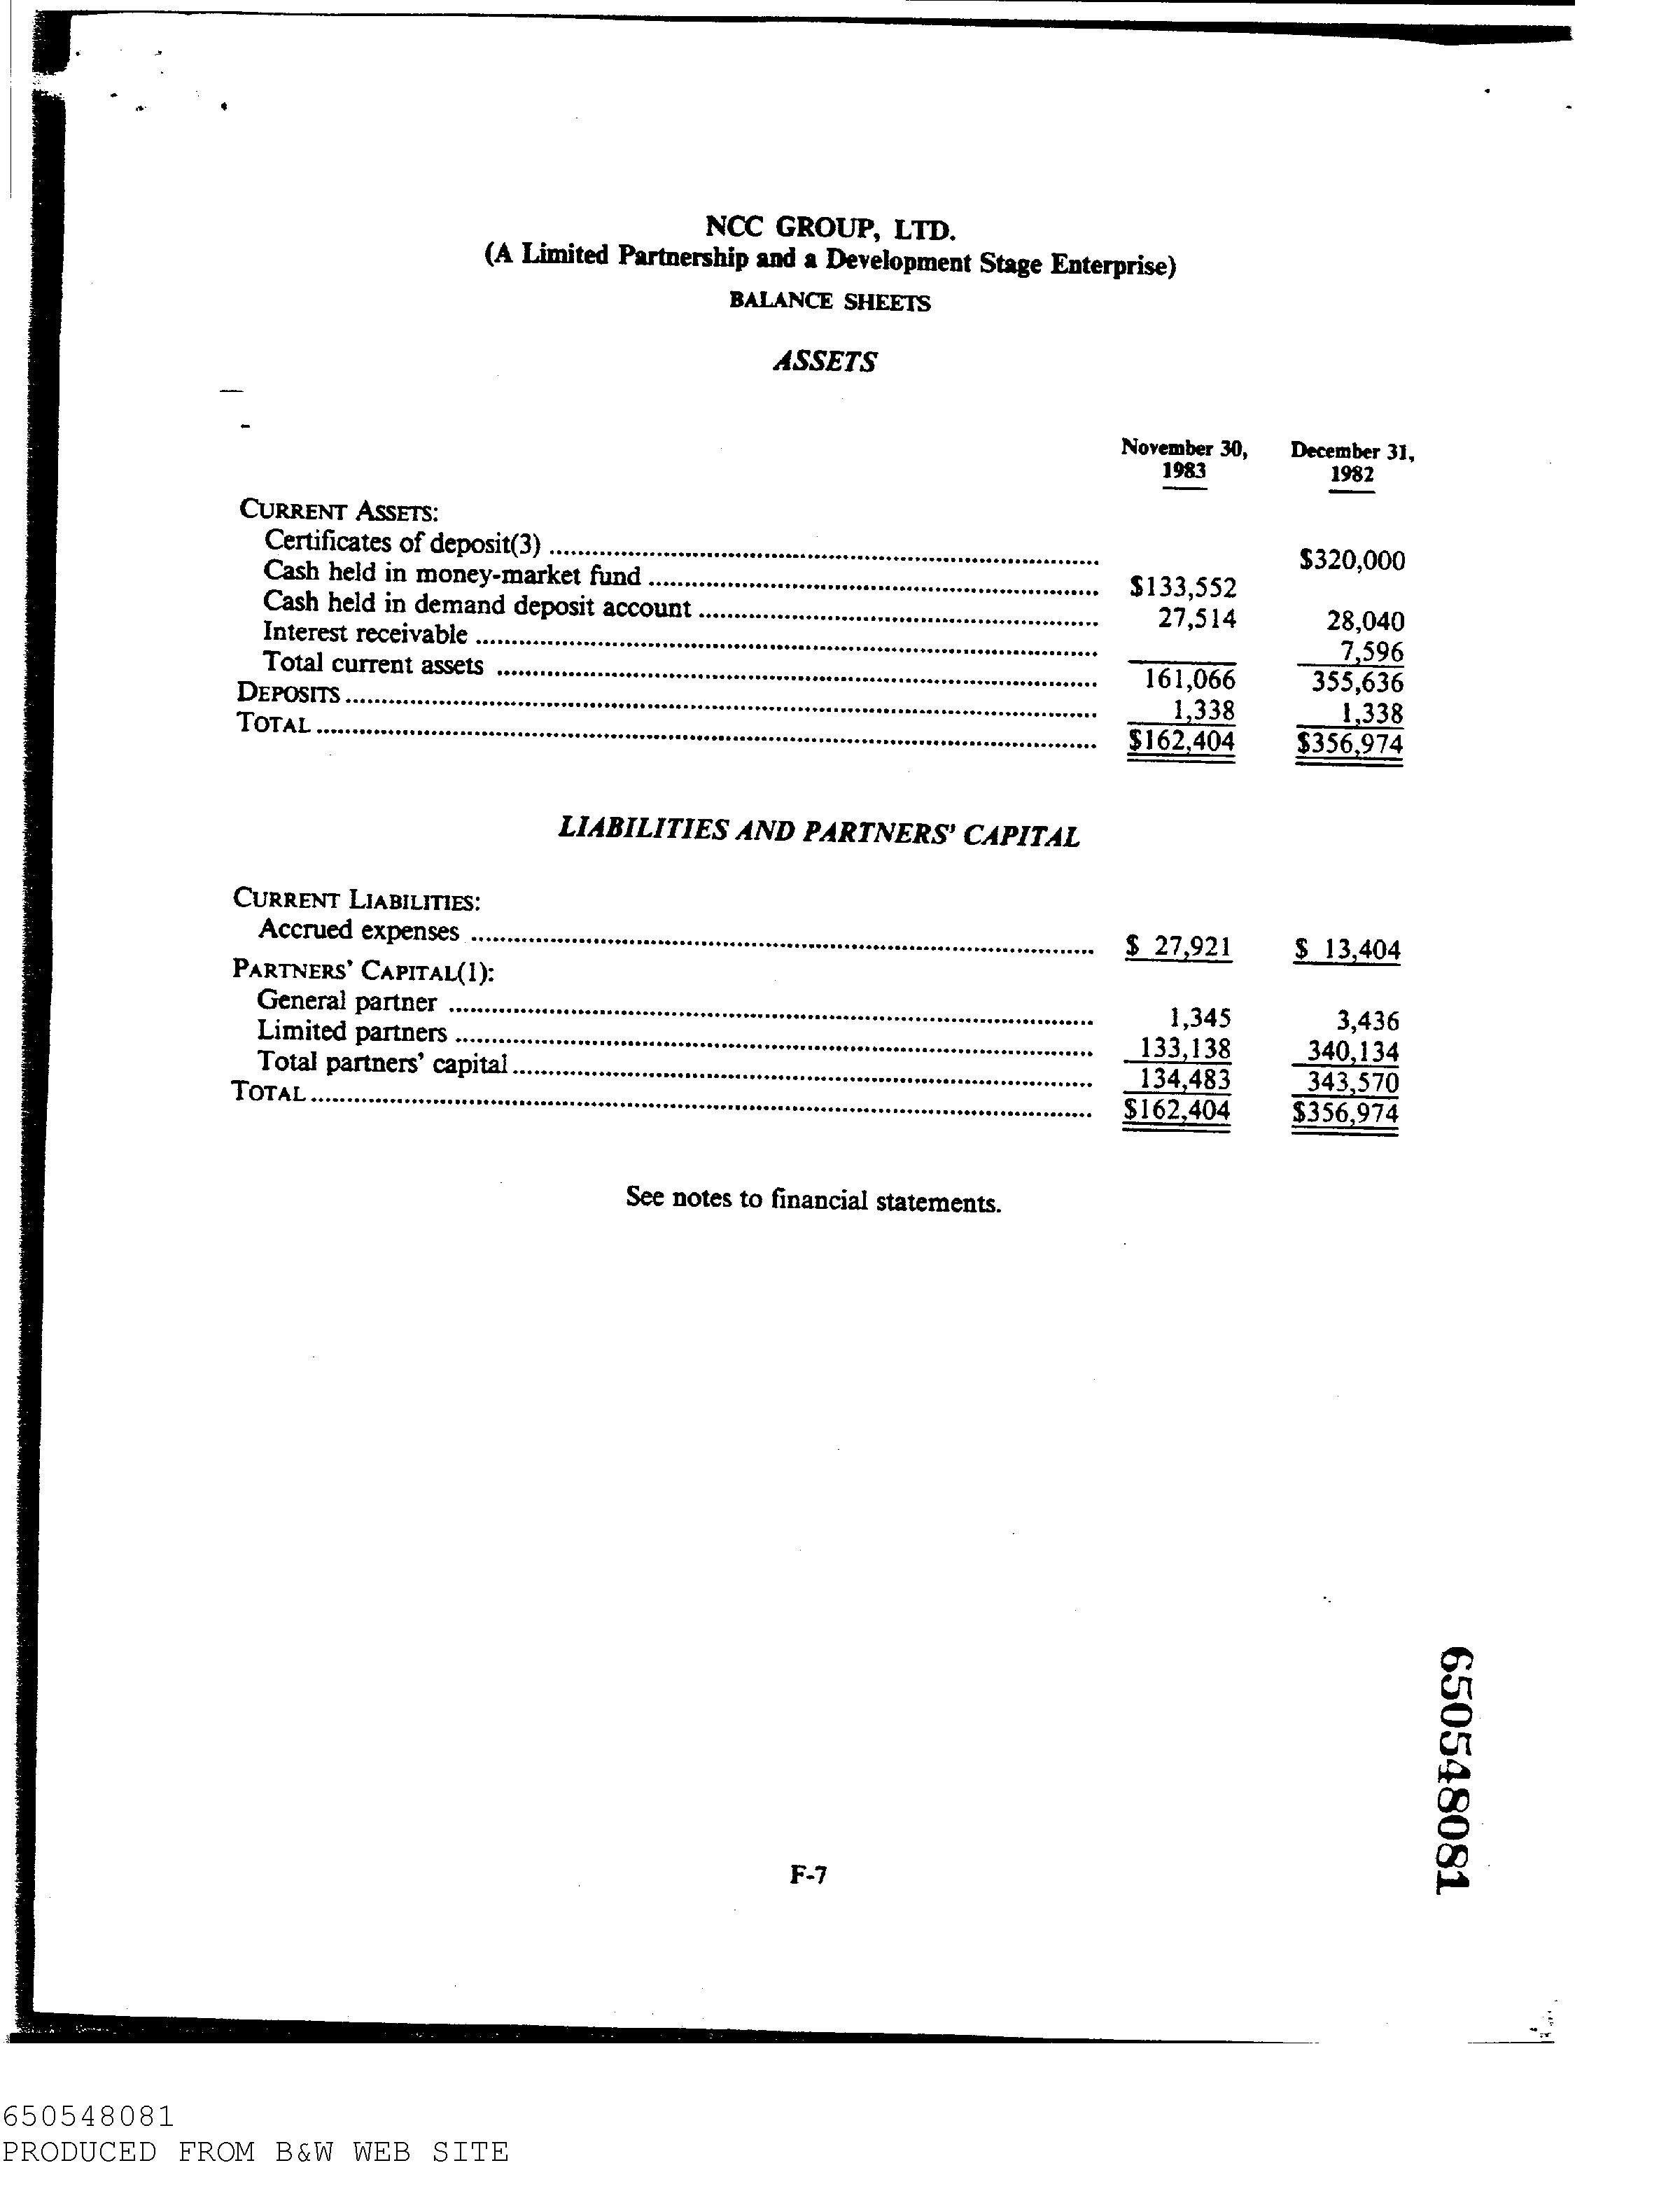 NCC GROUP, LTD.
(A Limited Partnership and a Development Stage Enterprise)
BALANCE SHEETS
ASSETS
November 30, 1983 December 31, 1982
CURRENT ASSETS:
Certificates of deposit(3) ........ $320,000
Cash held in money-market fund ........ $133,552
Cash held in demand deposit account ........ 27,514 28,040
Interest receivable ........ 7,596
Total current assets ........ 161,066 355,636
DEPOSITS ........ 1,338 1,338
TOTAL ........ $162,404 $356,974
LIABILITIES AND PARTNERS' CAPITAL
CURRENT LIABILITIES:
Accrued expenses ........ $ 27,921 $ 13,404
PARTNERS' CAPITAL(1):
General partner ........ 1,345 3,436
Limited partners ........ 133,138 340,134
Total partners' capital ........ 134,483 343,570
TOTAL ........ $162,404 $356,974
See notes to financial statements.
650548081
F-7
650548081
PRODUCED FROM B&W WEB SITE